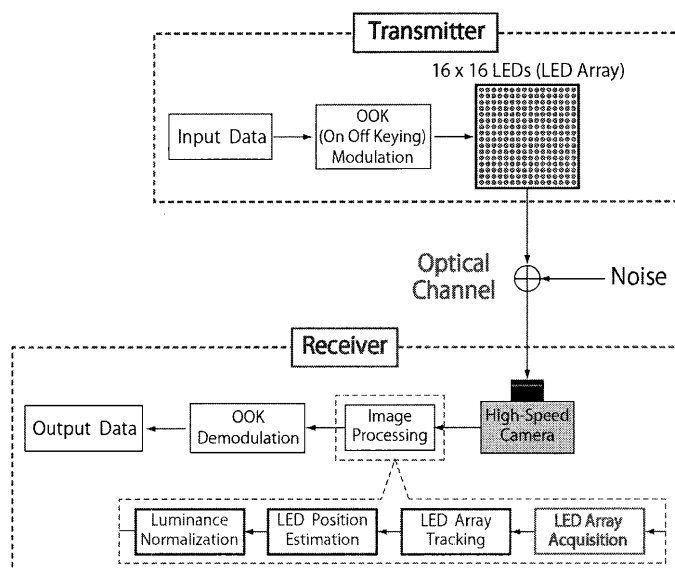 Transmitter
16 x 16 LEDs (LED Array)
Input Data
OOK
(On Off Keying)
Modulation
Optical
Channel
Noise
Receiver
Output Data
OOK
Demodulation
Image
Processing
High-Speed
Camera
Luminance
Normalization
LED Position
Estimation
LED Array
Tracking
LED Array
Acquisition